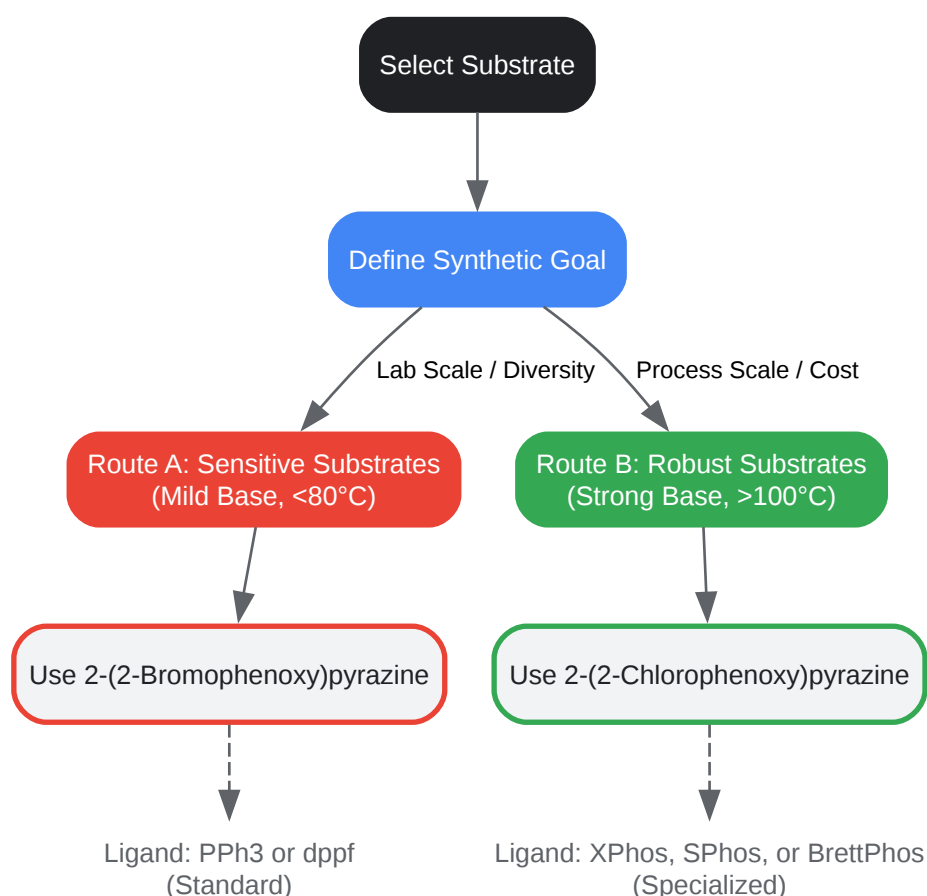 Select Substrate
Define Synthetic Goal
Lab Scale / Diversity
Process Scale / Cost
Route A: Sensitive Substrates
(Mild Base, <80°C)
Route B: Robust Substrates
(Strong Base, >100°C)
Use 2-(2-Bromophenoxy)pyrazine
Use 2-(2-Chlorophenoxy)pyrazine
Ligand: PPh3 or dppf
(Standard)
Ligand: XPhos, SPhos, or BrettPhos
(Specialized)